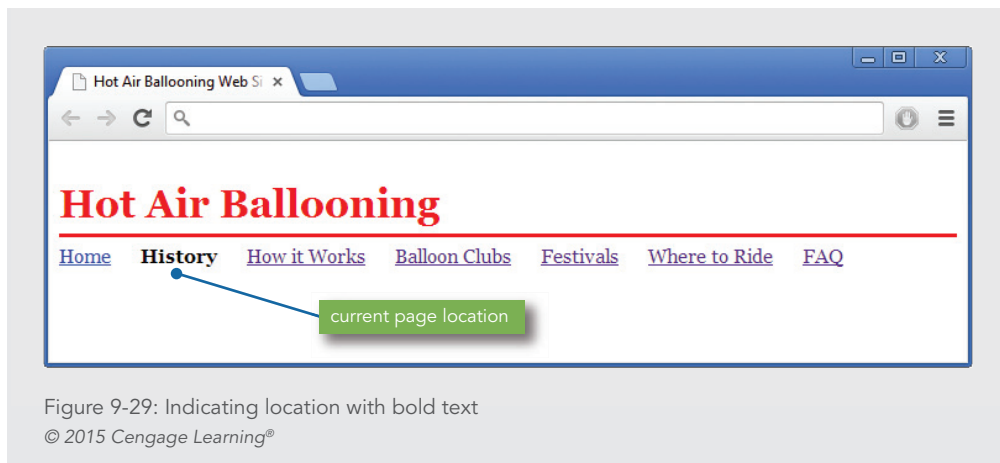 Hot Air Ballooning Web Si
Hot Air Ballooning
Home History How it Works Balloon Clubs Festivals Where to Ride FAQ
current page location
Figure 9-29: Indicating location with bold text
© 2015 Cengage Learning®